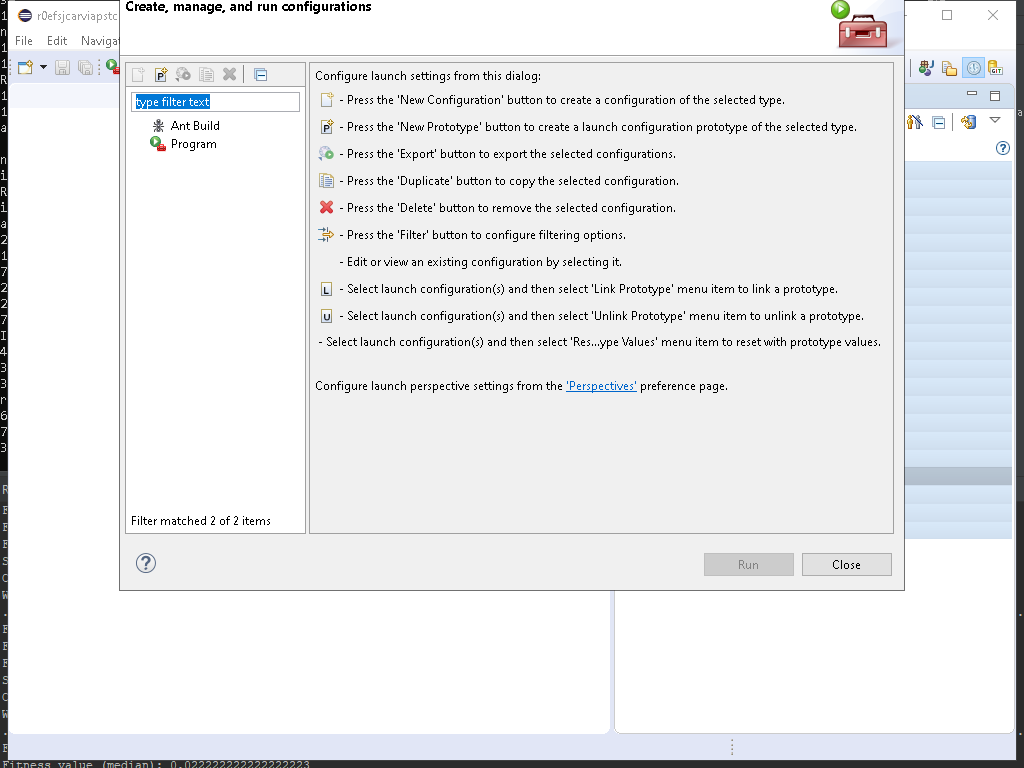 Create, manage, and run configurations
r0efsjcarviapstc
File Edit Navigat
type filter text
Ant Build
Program
Filter matched 2 of 2 items
Configure launch settings from this dialog:
- Press the 'New Configuration' button to create a configuration of the selected type.
- Press the 'New Prototype' button to create a launch configuration prototype of the selected type.
- Press the 'Export' button to export the selected configurations.
- Press the 'Duplicate' button to copy the selected configuration.
- Press the 'Delete' button to remove the selected configuration.
- Press the 'Filter' button to configure filtering options.
- Edit or view an existing configuration by selecting it.
L - Select launch configuration(s) and then select 'Link Prototype' menu item to link a prototype.
U - Select launch configuration(s) and then select 'Unlink Prototype' menu item to unlink a prototype.
- Select launch configuration(s) and then select 'Res...ype Values' menu item to reset with prototype values.
Configure launch perspective settings from the 'Perspectives' preference page.
Run Close
Fitness value (median): 0.022222222222222223